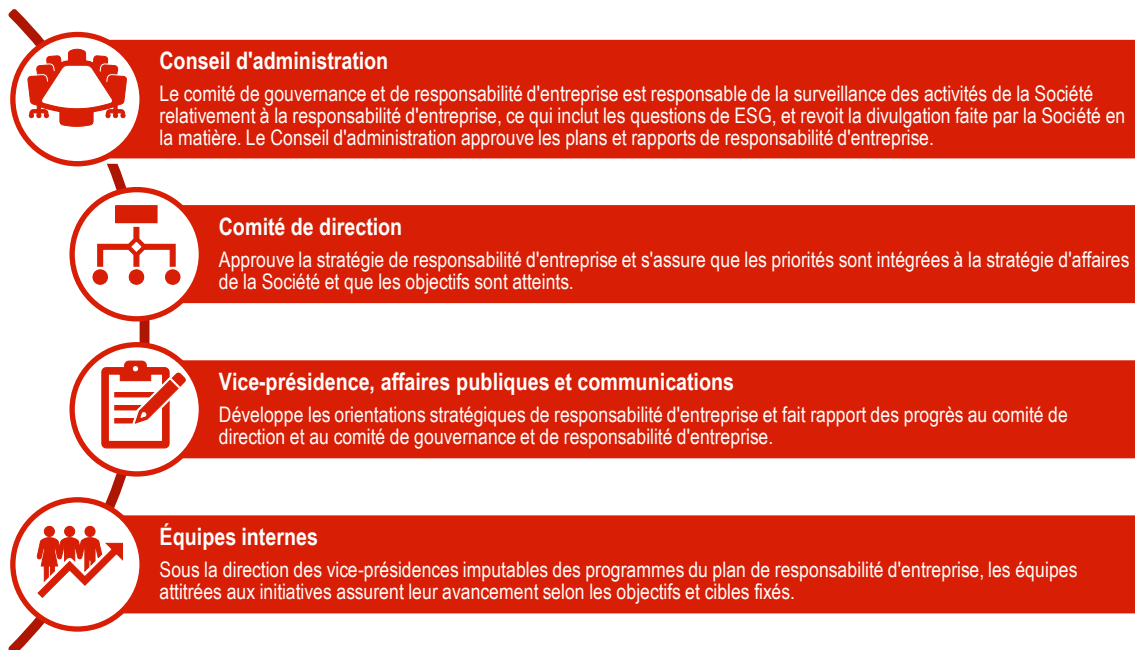 Conseil d'administration
Le comité de gouvernance et de responsabilité d'entreprise est responsable de la surveillance des activités de la Société
relativement à la responsabilité d'entreprise, ce qui inclut les questions de ESG, et revoit la divulgation faite par la Société en
la matière. Le Conseil d'administration approuve les plans et rapports de responsabilité d'entreprise.
Comité de direction
Approuve la stratégie de responsabilité d'entreprise et s'assure que les priorités sont intégrées à la stratégie d'affaires
de la Société et que les objectifs sont atteints.
Vice-présidence, affaires publiques et communications
Développe les orientations stratégiques de responsabilité d'entreprise et fait rapport des progrès au comité de
direction et au comité de gouvernance et de responsabilité d'entreprise.
Équipes internes
Sous la direction des vice-présidences imputables des programmes du plan de responsabilité d'entreprise, les équipes
attitrées aux initiatives assurent leur avancement selon les objectifs et cibles fixés.